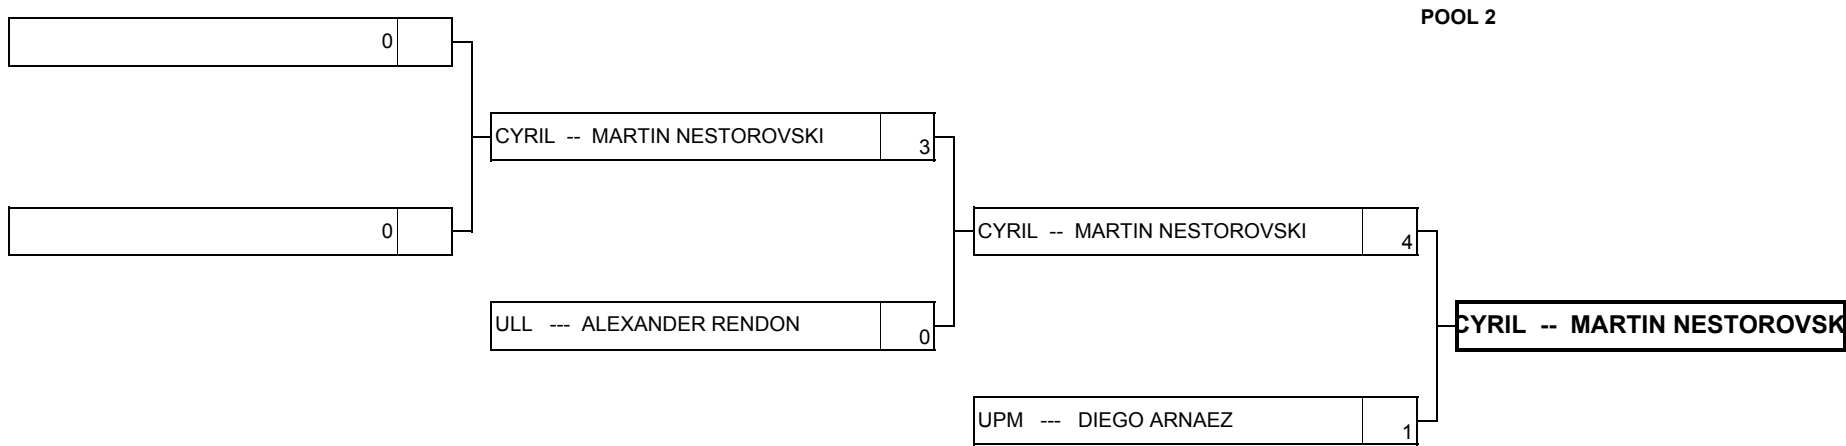 POOL 2
0
CYRIL -- MARTIN NESTOROVSKI 3
0
CYRIL -- MARTIN NESTOROVSKI 4
ULL --- ALEXANDER RENDON 0
CYRIL -- MARTIN NESTOROVSK
UPM --- DIEGO ARNAEZ 1